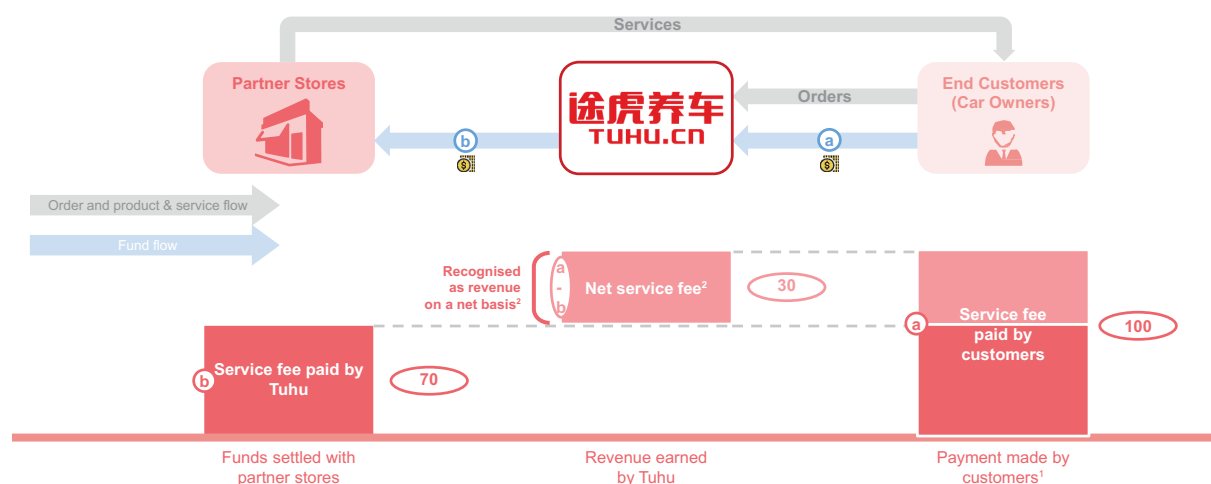 Services
Partner Stores
途虎养车
TUHU.CN
Orders
End Customers
(Car Owners)
b
a
Order and product & service flow
Fund flow
Recognised
as revenue
on a net basis²
a
-
b
Net service fee²
30
Service fee
paid by
customers
a
100
b
Service fee paid by
Tuhu
70
Funds settled with
partner stores
Revenue earned
by Tuhu
Payment made by
customers¹